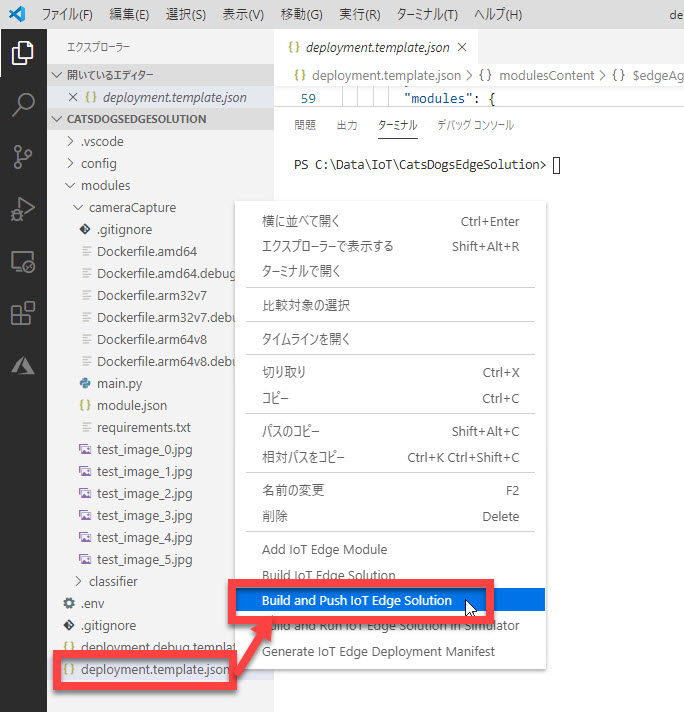 ファイル(F) 編集(E) 選択(S) 表示(V) 移動(G) 実行(R) ターミナル(T) ヘルプ(H) de
エクスプローラー
開いているエディター
deployment.template.json
CATSDOGSEDGESOLUTION
.vscode
config
modules
cameraCapture
.gitignore
Dockerfile.amd64
Dockerfile.amd64.debug
Dockerfile.arm32v7
Dockerfile.arm32v7.debu
Dockerfile.arm64v8
Dockerfile.arm64v8.debu
main.py
module.json
requirements.txt
test_image_0.jpg
test_image_1.jpg
test_image_2.jpg
test_image_3.jpg
test_image_4.jpg
test_image_5.jpg
classifier
.env
.gitignore
deployment.debug.templat
deployment.template.json
deployment.template.json
deployment.template.json > {} modulesContent > {} $edgeAg
59 "modules": {
問題 出力 ターミナル デバッグ コンソール
PS C:\Data\IoT\CatsDogsEdgeSolution>
横に並べて開く Ctrl+Enter
エクスプローラーで表示する Shift+Alt+R
ターミナルで開く
比較対象の選択
タイムラインを開く
切り取り Ctrl+X
コピー Ctrl+C
パスのコピー Shift+Alt+C
相対パスをコピー Ctrl+K Ctrl+Shift+C
名前の変更 F2
削除 Delete
Add IoT Edge Module
Build IoT Edge Solution
Build and Push IoT Edge Solution
Build and Run IoT Edge Solution in Simulator
Generate IoT Edge Deployment Manifest